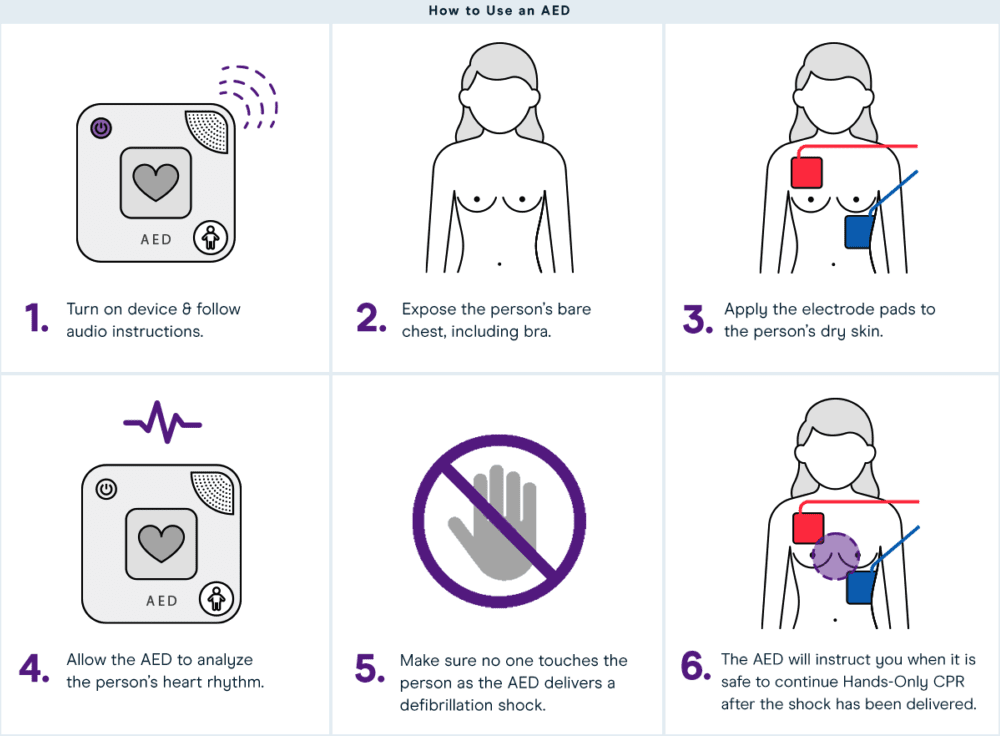 How to Use an AED
AED
1.
Turn on device & follow
audio instructions.
2.
Expose the person's bare
chest, including bra.
3.
Apply the electrode pads to
the person's dry skin.
AED
4.
Allow the AED to analyze
the person's heart rhythm.
5.
Make sure no one touches the
person as the AED delivers a
defibrillation shock.
6.
The AED will instruct you when it is
safe to continue Hands-Only CPR
after the shock has been delivered.